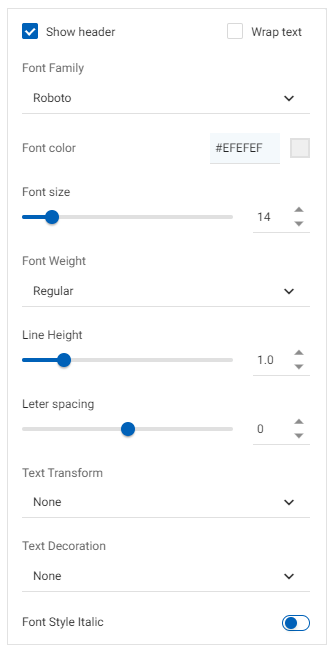 Show header Wrap text
Font Family
Roboto
Font color #EFEFEF
Font size
14
Font Weight
Regular
Line Height
1.0
Leter spacing
0
Text Transform
None
Text Decoration
None
Font Style Italic